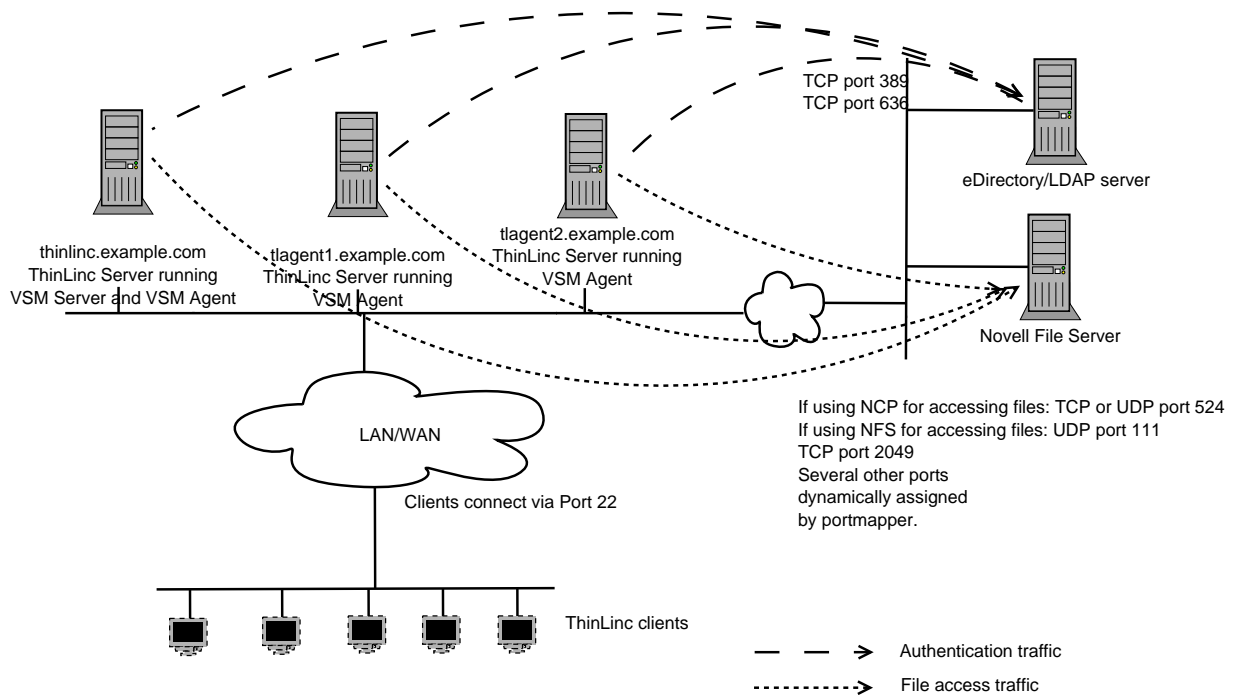 TCP port 389
TCP port 636
eDirectory/LDAP server
thinlinc.example.com
ThinLinc Server running
VSM Server and VSM Agent
tlagent1.example.com
ThinLinc Server running
VSM Agent
tlagent2.example.com
ThinLinc Server running
VSM Agent
Novell File Server
If using NCP for accessing files: TCP or UDP port 524
If using NFS for accessing files: UDP port 111
TCP port 2049
Several other ports
dynamically assigned
by portmapper.
LAN/WAN
Clients connect via Port 22
ThinLinc clients
Authentication traffic
File access traffic